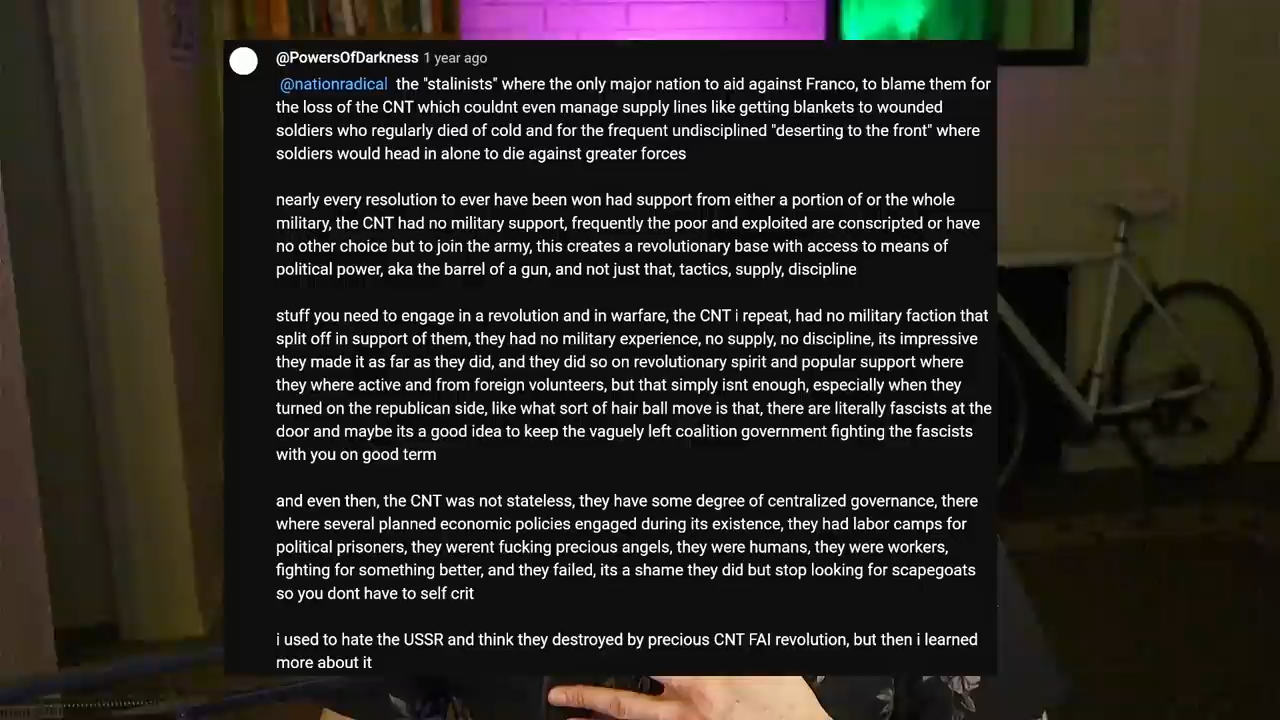 @PowersOfDarkness 1 year ago
@nationradical the "stalinists" where the only major nation to aid against Franco, to blame them for
the loss of the CNT which couldnt even manage supply lines like getting blankets to wounded
soldiers who regularly died of cold and for the frequent undisciplined "deserting to the front" where
soldiers would head in alone to die against greater forces
nearly every resolution to ever have been won had support from either a portion of or the whole
military, the CNT had no military support, frequently the poor and exploited are conscripted or have
no other choice but to join the army, this creates a revolutionary base with access to means of
political power, aka the barrel of a gun, and not just that, tactics, supply, discipline
stuff you need to engage in a revolution and in warfare, the CNT i repeat, had no military faction that
split off in support of them, they had no military experience, no supply, no discipline, its impressive
they made it as far as they did, and they did so on revolutionary spirit and popular support where
they where active and from foreign volunteers, but that simply isnt enough, especially when they
turned on the republican side, like what sort of hair ball move is that, there are literally fascists at the
door and maybe its a good idea to keep the vaguely left coalition government fighting the fascists
with you on good term
and even then, the CNT was not stateless, they have some degree of centralized governance, there
where several planned economic policies engaged during its existence, they had labor camps for
political prisoners, they werent fucking precious angels, they were humans, they were workers,
fighting for something better, and they failed, its a shame they did but stop looking for scapegoats
so you dont have to self crit
i used to hate the USSR and think they destroyed by precious CNT FAI revolution, but then i learned
more about it